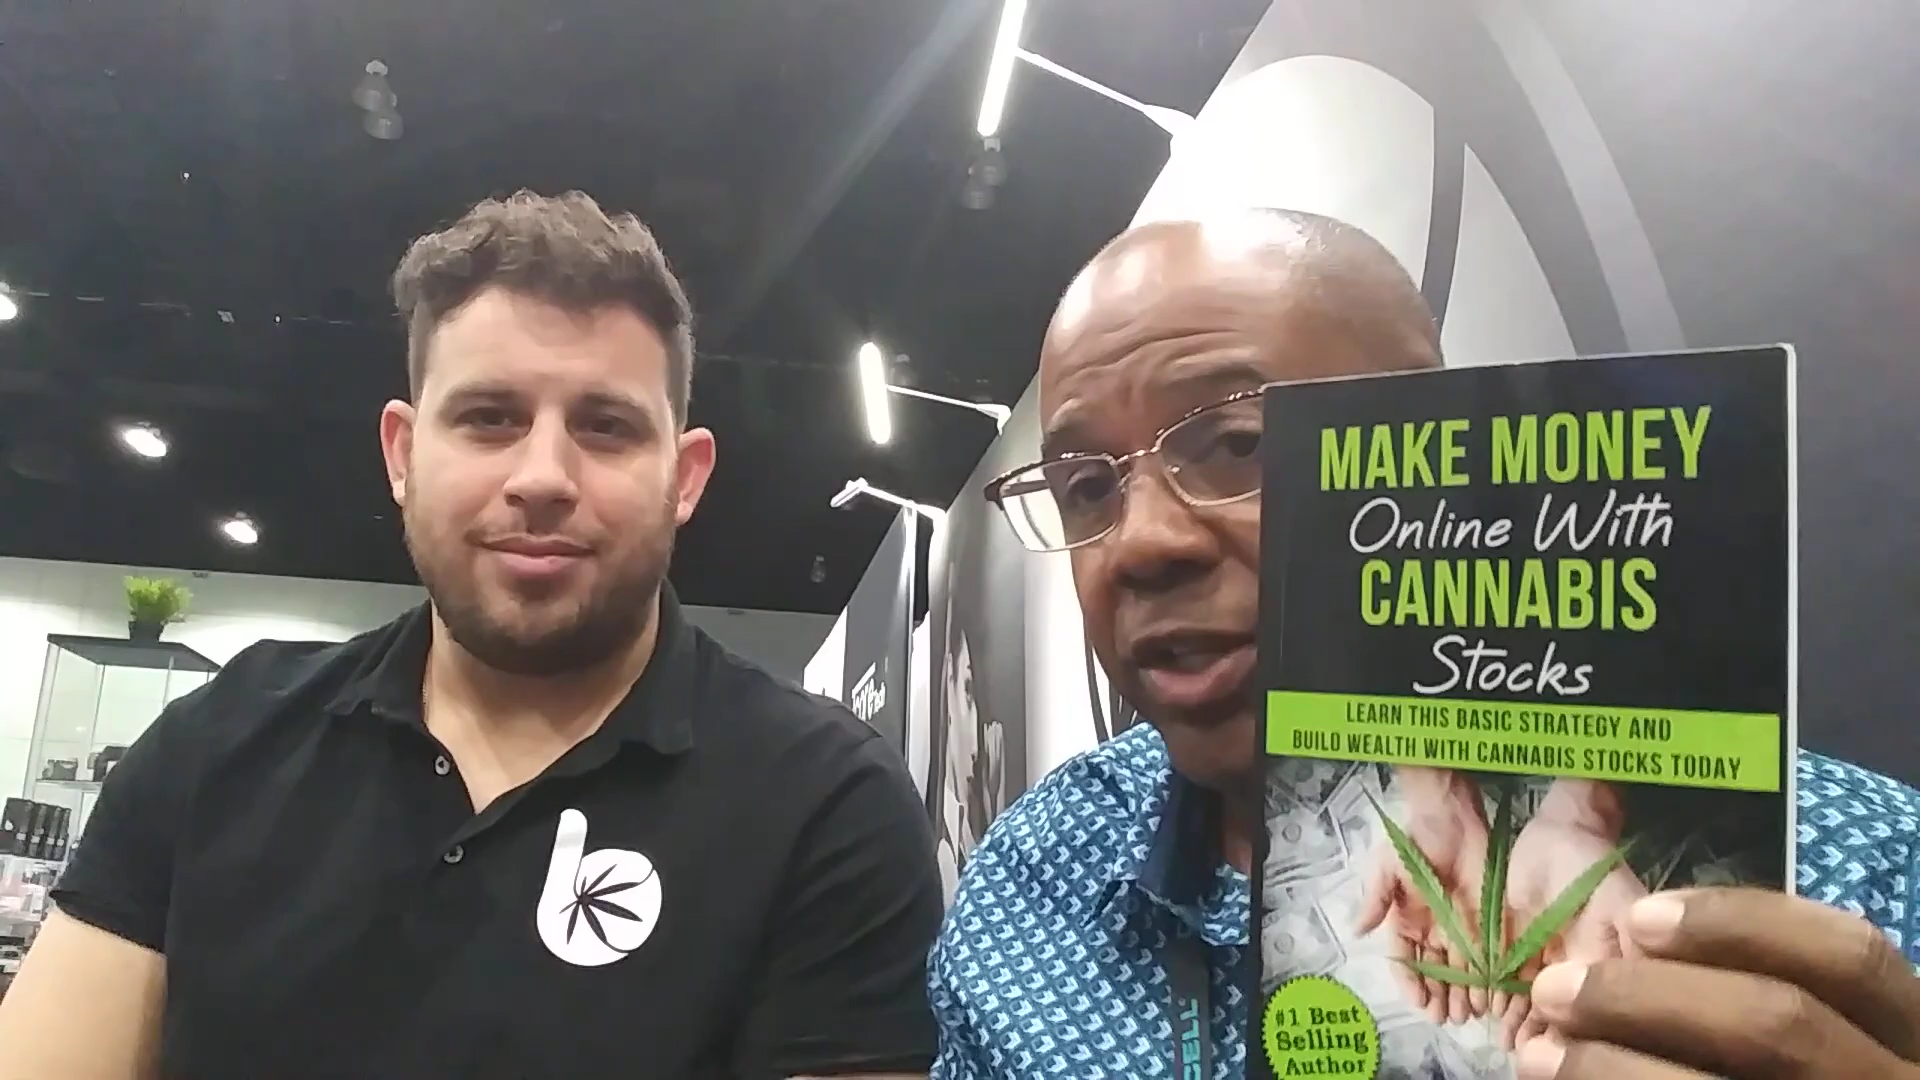 MAKE MONEY
Online With
CANNABIS
Stocks
LEARN THIS BASIC STRATEGY AND
BUILD WEALTH WITH CANNABIS STOCKS TODAY
#1 Best
Selling
Author
CELL